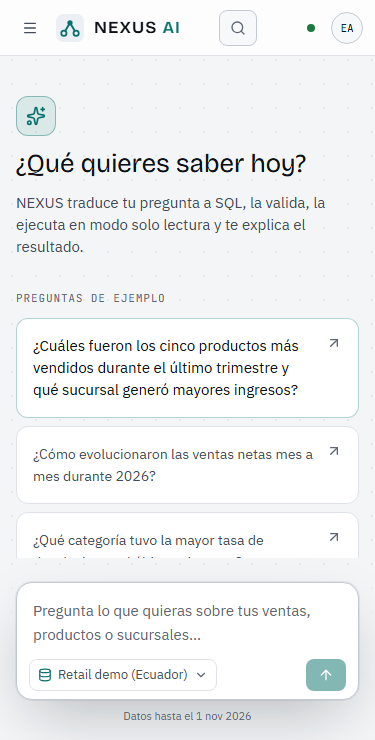 NEXUS AI
EA
¿Qué quieres saber hoy?
NEXUS traduce tu pregunta a SQL, la valida, la
ejecuta en modo solo lectura y te explica el
resultado.
PREGUNTAS DE EJEMPLO
¿Cuáles fueron los cinco productos más
vendidos durante el último trimestre y
qué sucursal generó mayores ingresos?
¿Cómo evolucionaron las ventas netas mes a
mes durante 2026?
¿Qué categoría tuvo la mayor tasa de
Pregunta lo que quieras sobre tus ventas,
productos o sucursales...
Retail demo (Ecuador)
Datos hasta el 1 nov 2026